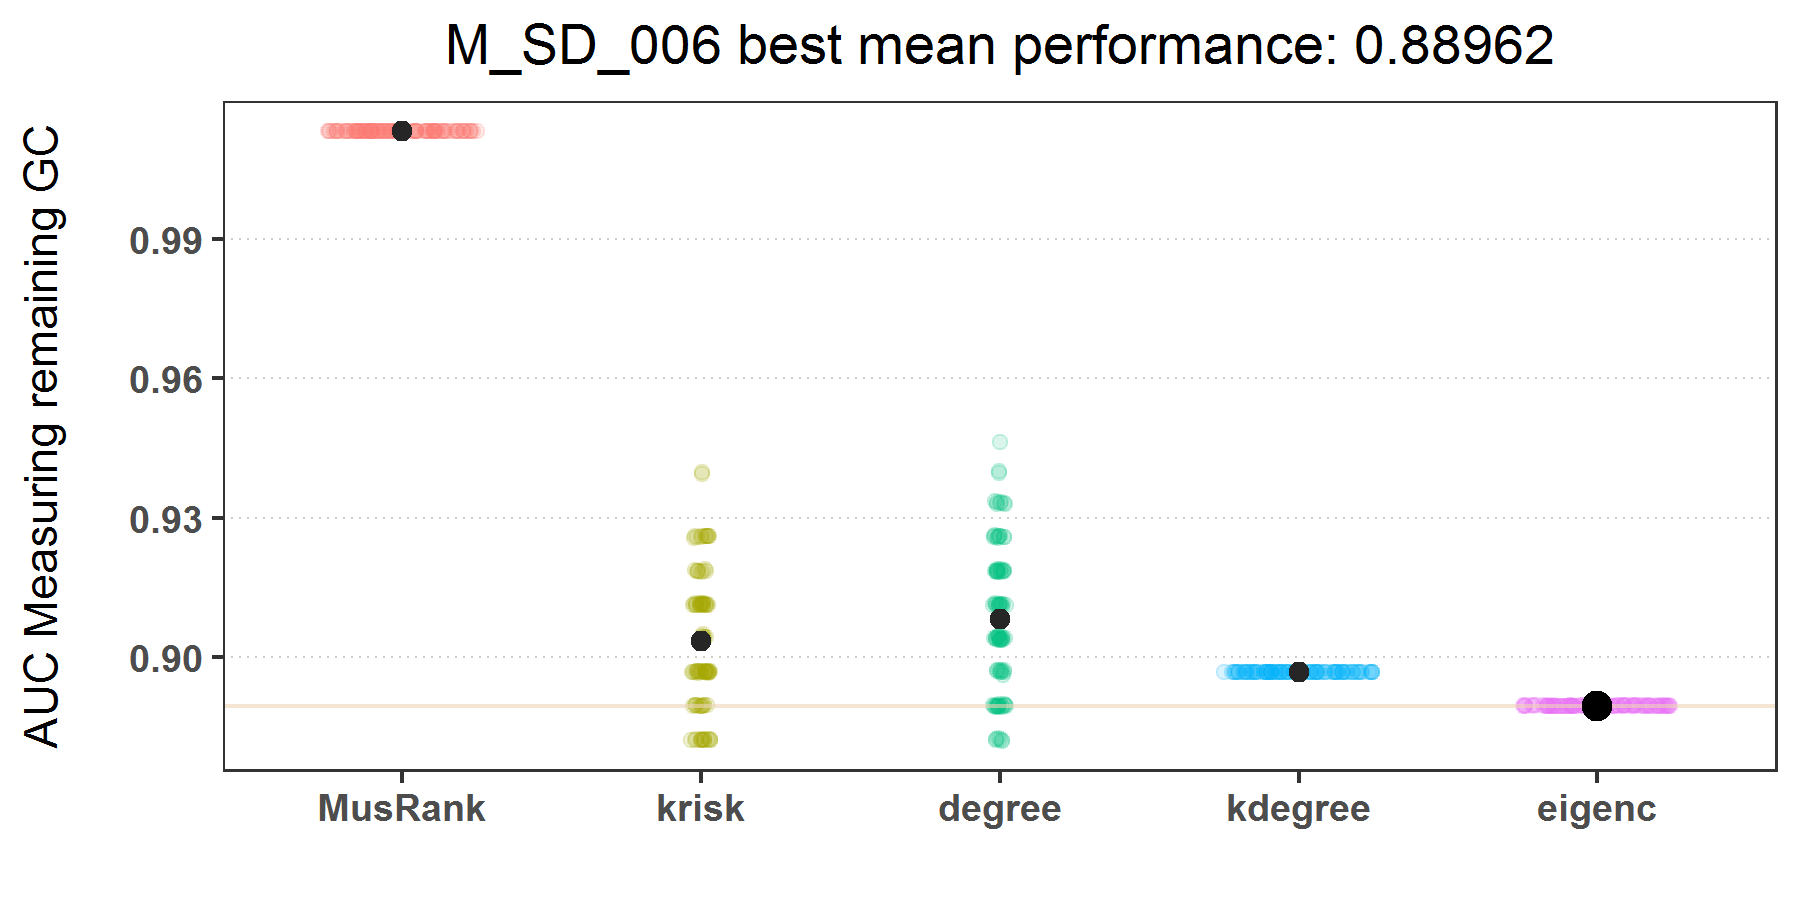 M_SD_006 best mean performance: 0.88962
AUC Measuring remaining GC
0.99
0.96
0.93
0.90
MusRank krisk degree kdegree eigenc